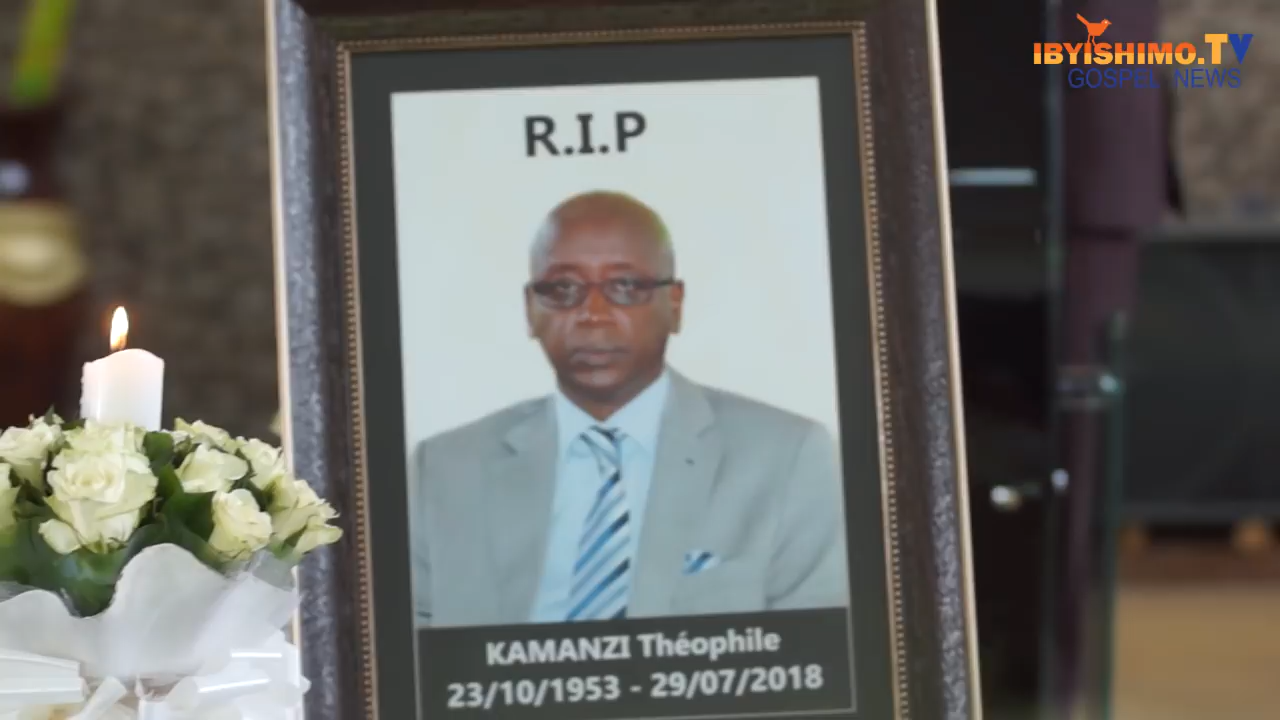 IBYISHIMO.TV
GOSPEL NEWS
R.I.P
KAMANZI Théophile
23/10/1953 - 29/07/2018